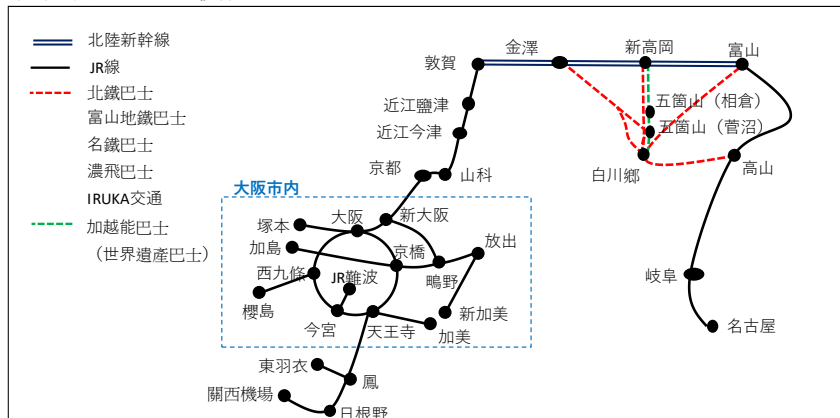 北陸新幹線
JR線
北鐵巴士
富山地鐵巴士
名鐵巴士
濃飛巴士
IRUKA交通
加越能巴士
（世界遺產巴士）
金澤
新高岡
富山
敦賀
近江鹽津
五箇山（相倉）
近江今津
五箇山（菅沼）
京都
山科
白川鄉
高山
大阪市內
塚本
大阪
新大阪
加島
京橋
放出
西九條
JR難波
鴫野
岐阜
櫻島
今宮
天王寺
新加美
加美
名古屋
東羽衣
鳳
關西機場
日根野